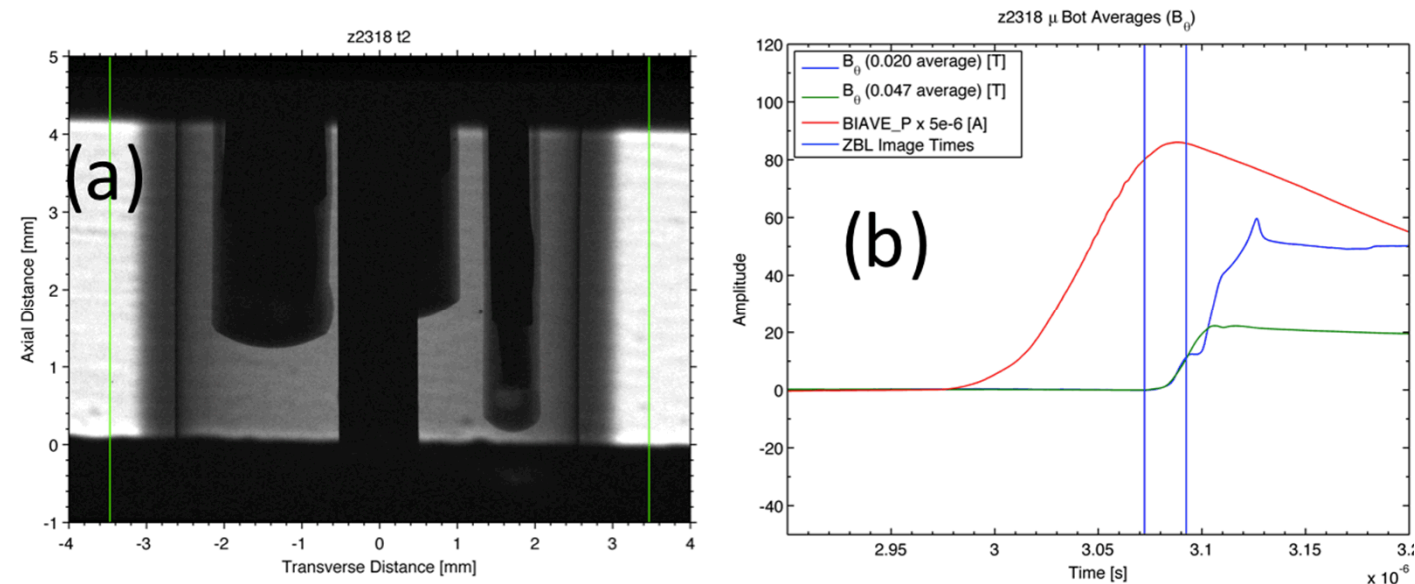 z2318 t2
5
4
3
2
1
0
-1
Axial Distance [mm]
(a)
-4 -3 -2 -1 0 1 2 3 4
Transverse Distance [mm]
z2318 μ Bot Averages (Bθ)
120
100
80
60
40
20
0
-20
-40
Amplitude
Bθ (0.020 average) [T]
Bθ (0.047 average) [T]
BIAVE_P x 5e-6 [A]
ZBL Image Times
(b)
2.95 3 3.05 3.1 3.15 3.2
Time [s]
x 10-6